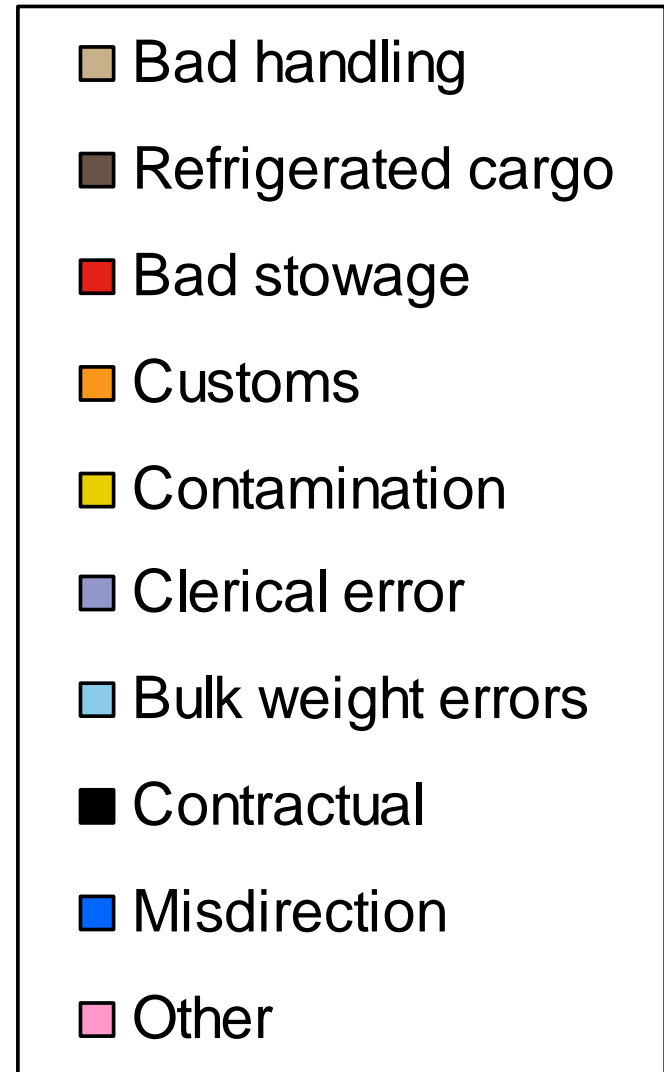 Bad handling
Refrigerated cargo
Bad stowage
Customs
Contamination
Clerical error
Bulk weight errors
Contractual
Misdirection
Other